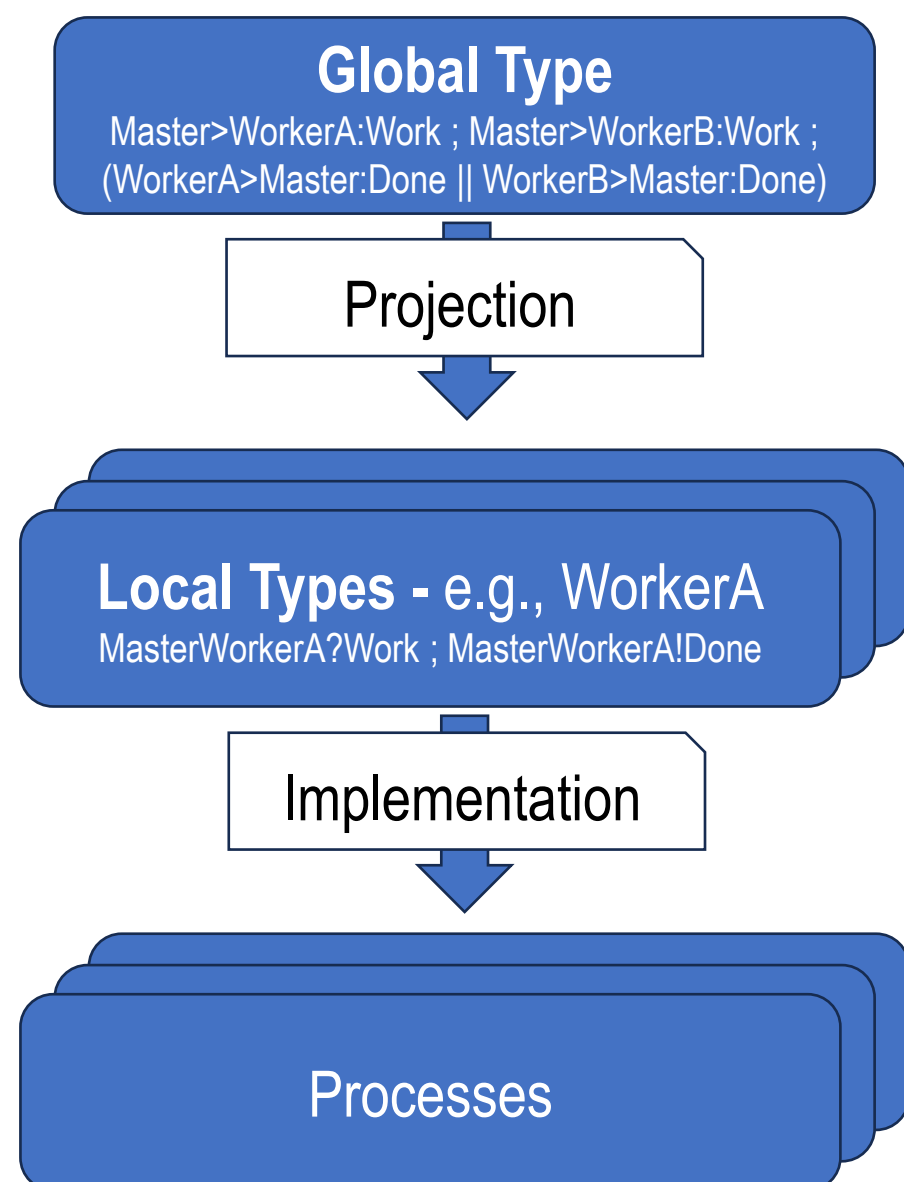 Global Type
Master>WorkerA:Work ; Master>WorkerB:Work ;
(WorkerA>Master:Done || WorkerB>Master:Done)
Projection
Local Types - e.g., WorkerA
MasterWorkerA?Work ; MasterWorkerA!Done
Implementation
Processes